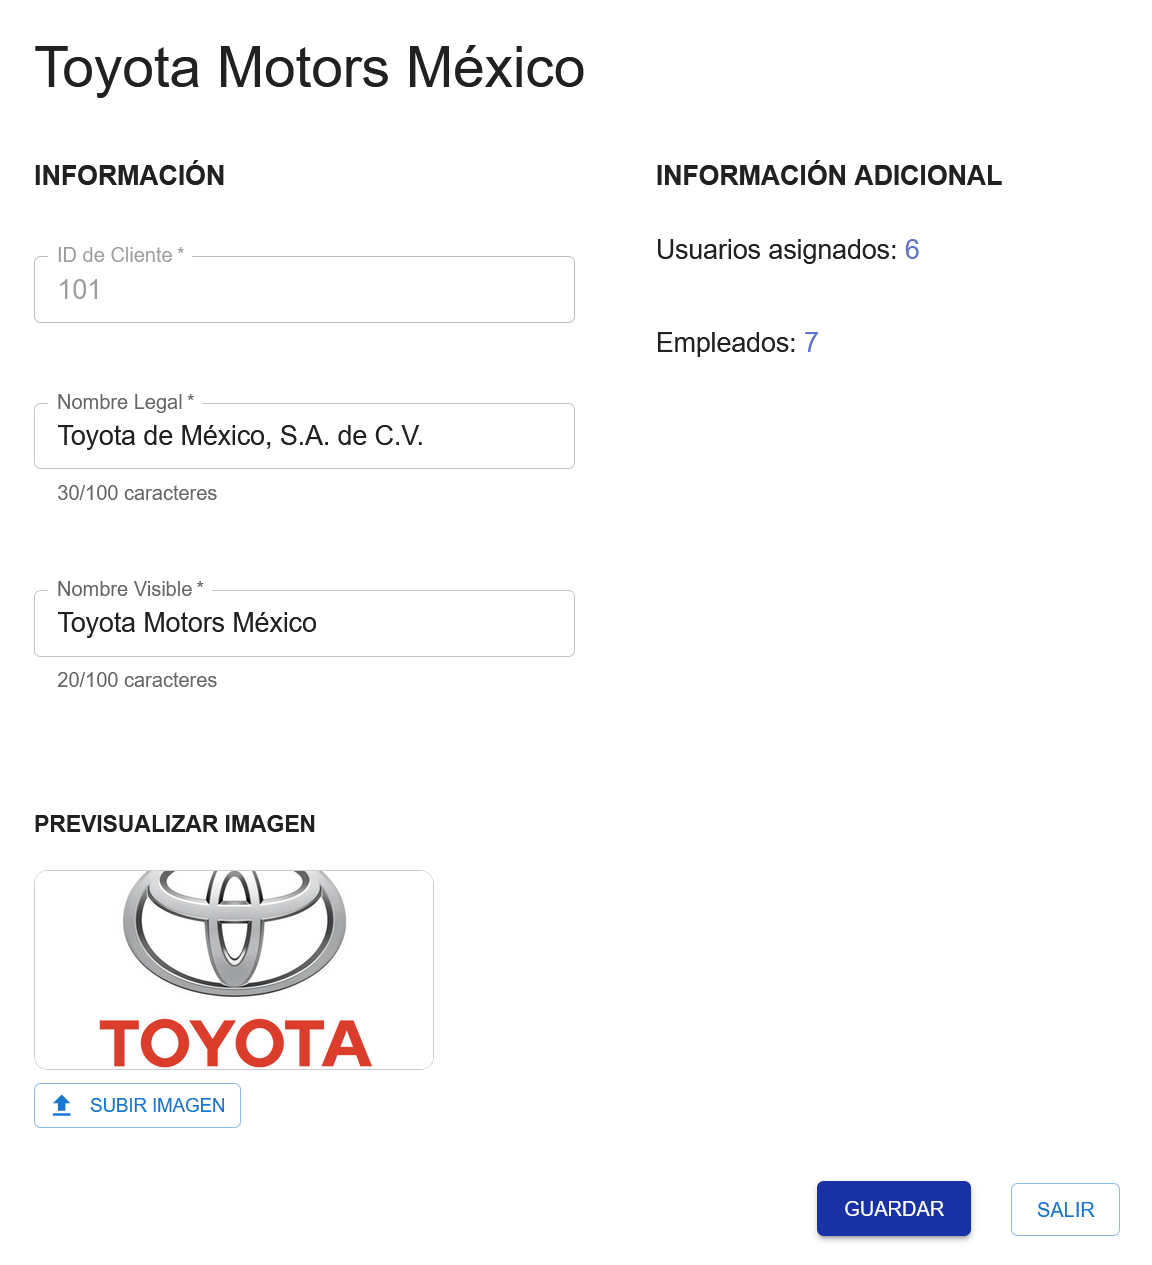 Toyota Motors México
INFORMACIÓN
ID de Cliente *
101
Nombre Legal *
Toyota de México, S.A. de C.V.
30/100 caracteres
Nombre Visible *
Toyota Motors México
20/100 caracteres
PREVISUALIZAR IMAGEN
TOYOTA
SUBIR IMAGEN
INFORMACIÓN ADICIONAL
Usuarios asignados: 6
Empleados: 7
GUARDAR
SALIR